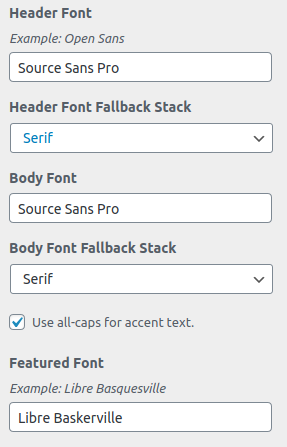 Header Font
Example: Open Sans
Source Sans Pro
Header Font Fallback Stack
Serif
Body Font
Source Sans Pro
Body Font Fallback Stack
Serif
Use all-caps for accent text.
Featured Font
Example: Libre Basquesville
Libre Baskerville